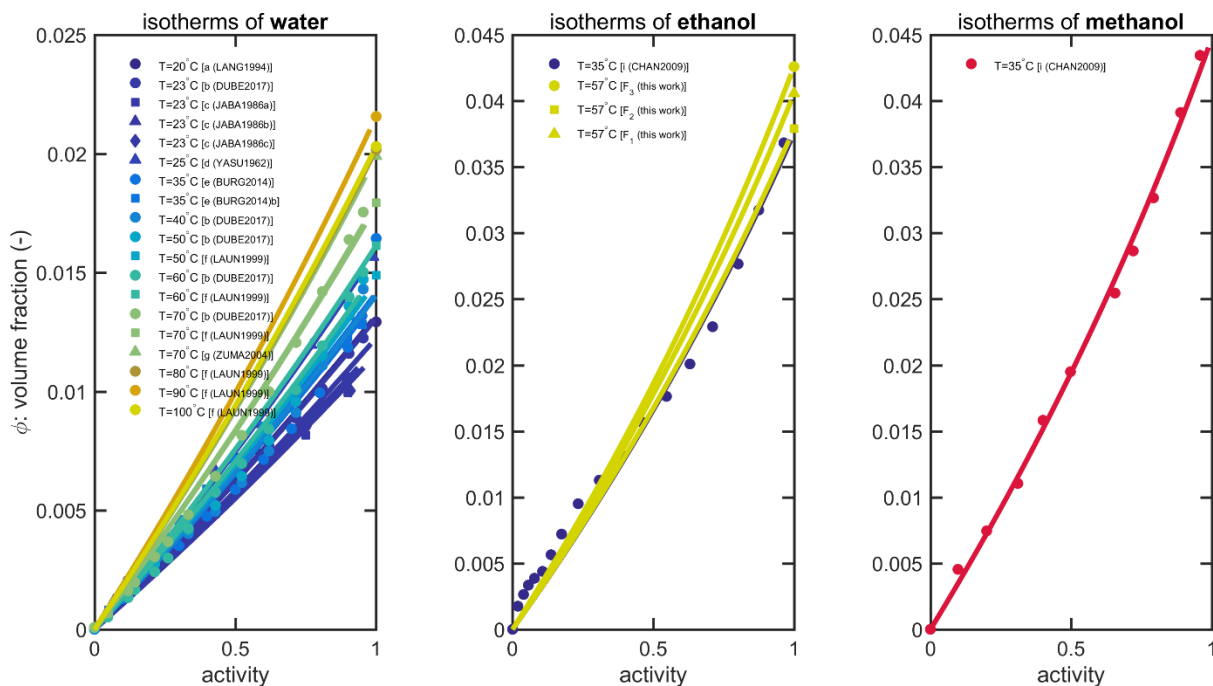 isotherms of water
0.025
0.02
0.015
0.01
0.005
0
0
0.5
1
ϕ: volume fraction (-)
activity
T=20°C [a (LANG1994)]
T=23°C [b (DUBE2017)]
T=23°C [c (JABA1986a)]
T=23°C [c (JABA1986b)]
T=23°C [c (JABA1986c)]
T=25°C [d (YASU1962)]
T=35°C [e (BURG2014)]
T=35°C [e (BURG2014)b]
T=40°C [b (DUBE2017)]
T=50°C [b (DUBE2017)]
T=50°C [f (LAUN1999)]
T=60°C [b (DUBE2017)]
T=60°C [f (LAUN1999)]
T=70°C [b (DUBE2017)]
T=70°C [f (LAUN1999)]
T=70°C [g (ZUMA2004)]
T=80°C [f (LAUN1999)]
T=90°C [f (LAUN1999)]
T=100°C [f (LAUN1999)]
isotherms of ethanol
0.045
0.04
0.035
0.03
0.025
0.02
0.015
0.01
0.005
0
0
0.5
1
activity
T=35°C [i (CHAN2009)]
T=57°C [F₃ (this work)]
T=57°C [F₂ (this work)]
T=57°C [F₁ (this work)]
isotherms of methanol
0.045
0.04
0.035
0.03
0.025
0.02
0.015
0.01
0.005
0
0
0.5
1
activity
T=35°C [i (CHAN2009)]